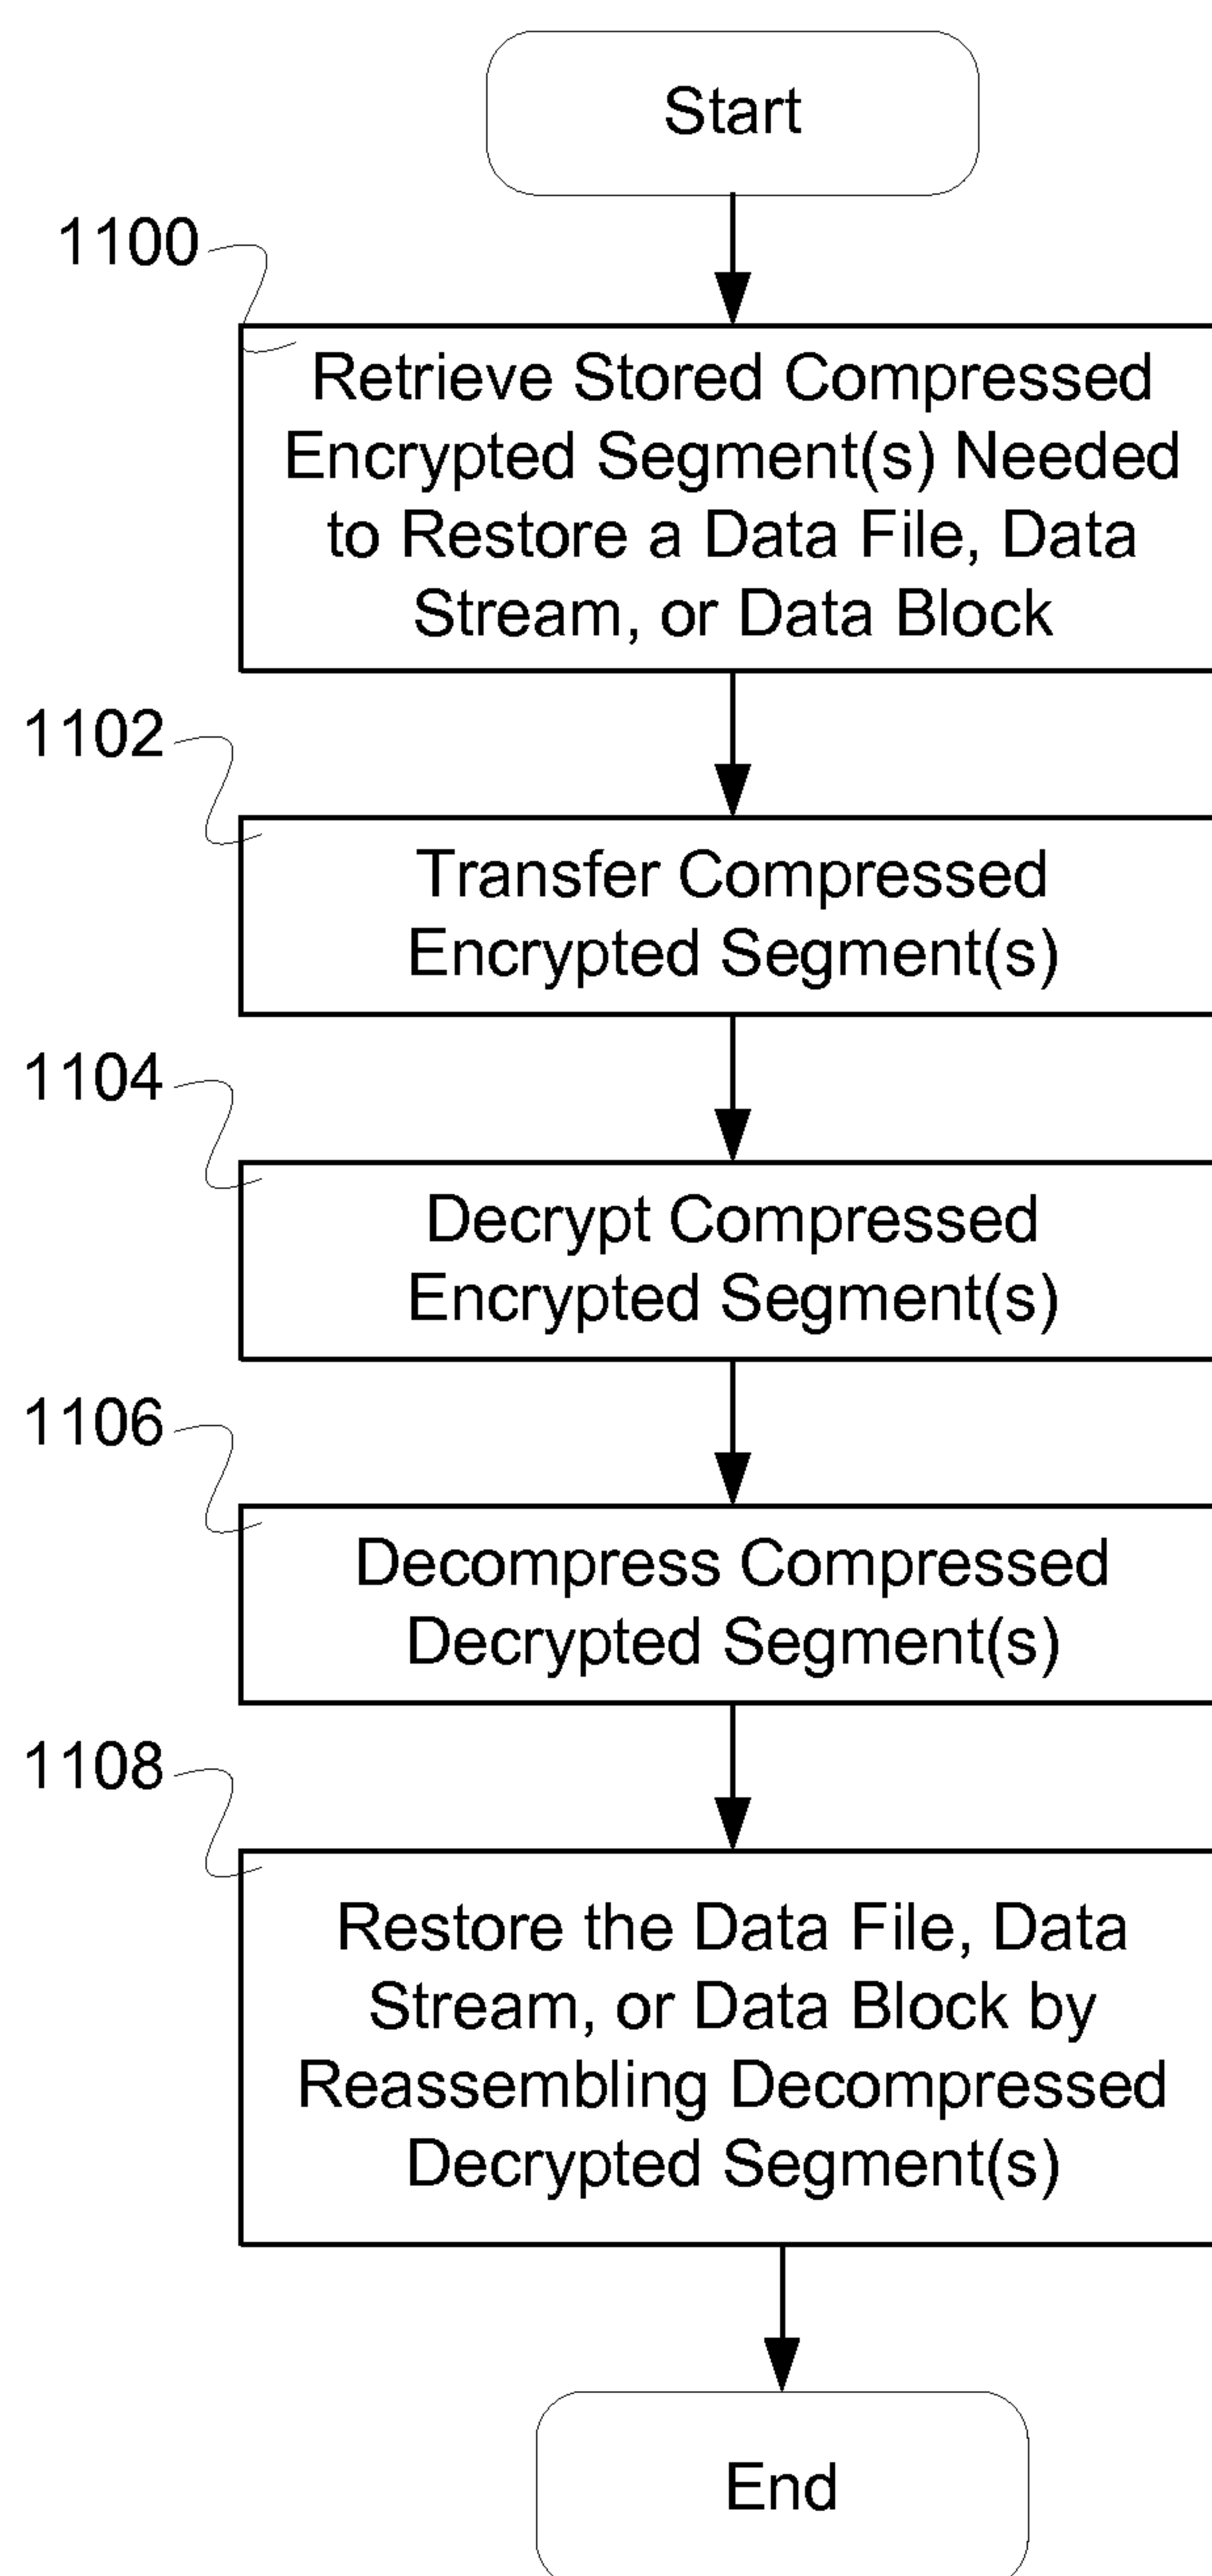 Start
1100
Retrieve Stored Compressed
Encrypted Segment(s) Needed
to Restore a Data File, Data
Stream, or Data Block
1102
Transfer Compressed
Encrypted Segment(s)
1104
Decrypt Compressed
Encrypted Segment(s)
1106
Decompress Compressed
Decrypted Segment(s)
1108
Restore the Data File, Data
Stream, or Data Block by
Reassembling Decompressed
Decrypted Segment(s)
End